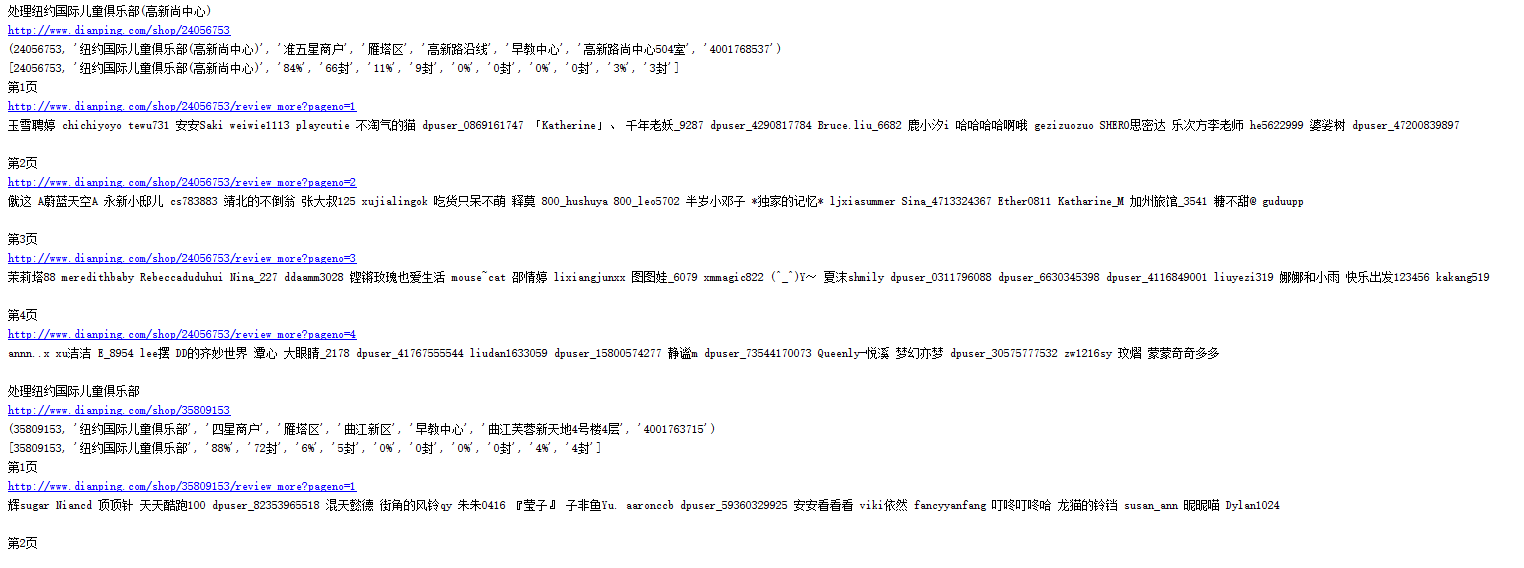 处理纽约国际儿童俱乐部(高新尚中心)
http://www.dianping.com/shop/24056753
(24056753, '纽约国际儿童俱乐部(高新尚中心)', '准五星商户', '雁塔区', '高新路沿线', '早教中心', '高新路尚中心504室', '4001768537')
[24056753, '纽约国际儿童俱乐部(高新尚中心)', '84%', '66封', '11%', '9封', '0%', '0封', '0%', '0封', '3%', '3封']
第1页
http://www.dianping.com/shop/24056753/review_more?pageno=1
玉雪聘婷 chichiyoyo tewu731 安安Saki weiwie1113 playcutie 不淘气的猫 dpuser_0869161747 「Katherine」、 千年老妖_9287 dpuser_4290817784 Bruce.liu_6682 鹿小汐i 哈哈哈哈啊哦 gezizuozuo SHERO思密达 乐次方李老师 he5622999 婆娑树 dpuser_47200839897
第2页
http://www.dianping.com/shop/24056753/review_more?pageno=2
僦这 A蔚蓝天空A 永新小邸儿 cs783883 靖北的不倒翁 张大叔125 xujialingok 吃货只呆不萌 释莫 800_hushuya 800_leo5702 半岁小邓子 *独家的记忆* ljxiasummer Sina_4713324367 Ether0811 Katharine_M 加州旅馆_3541 糖不甜@ guduupp
第3页
http://www.dianping.com/shop/24056753/review_more?pageno=3
茉莉塔88 meredithbaby Rebeccaduduhui Nina_227 ddaamm3028 铿锵玫瑰也爱生活 mouse~cat 邵情婷 lixiangjunxx 图图娃_6079 xmmagic822 (^_^)Y～ 夏沫shmily dpuser_0311796088 dpuser_6630345398 dpuser_4116849001 liuyezi319 娜娜和小雨 快乐出发123456 kakang519
第4页
http://www.dianping.com/shop/24056753/review_more?pageno=4
annn..x xu洁洁 E_8954 lee摆 DD的齐妙世界 潭心 大眼睛_2178 dpuser_41767555544 liudan1633059 dpuser_15800574277 静谧m dpuser_73544170073 Queenly一悦溪 梦幻亦梦 dpuser_30575777532 zw1216sy 玟熠 蒙蒙奇奇多多
处理纽约国际儿童俱乐部
http://www.dianping.com/shop/35809153
(35809153, '纽约国际儿童俱乐部', '四星商户', '雁塔区', '曲江新区', '早教中心', '曲江芙蓉新天地4号楼4层', '4001763715')
[35809153, '纽约国际儿童俱乐部', '88%', '72封', '6%', '5封', '0%', '0封', '0%', '0封', '4%', '4封']
第1页
http://www.dianping.com/shop/35809153/review_more?pageno=1
辉sugar Niancd 顶顶针 天天酷跑100 dpuser_82353965518 混天懿德 街角的风铃qy 朱朱0416 『莹子』 子非鱼Yu. aaronccb dpuser_59360329925 安安看看看 viki依然 fancyyanfang 叮咚叮咚哈 龙猫的铃铛 susan_ann 昵昵喵 Dylan1024
第2页